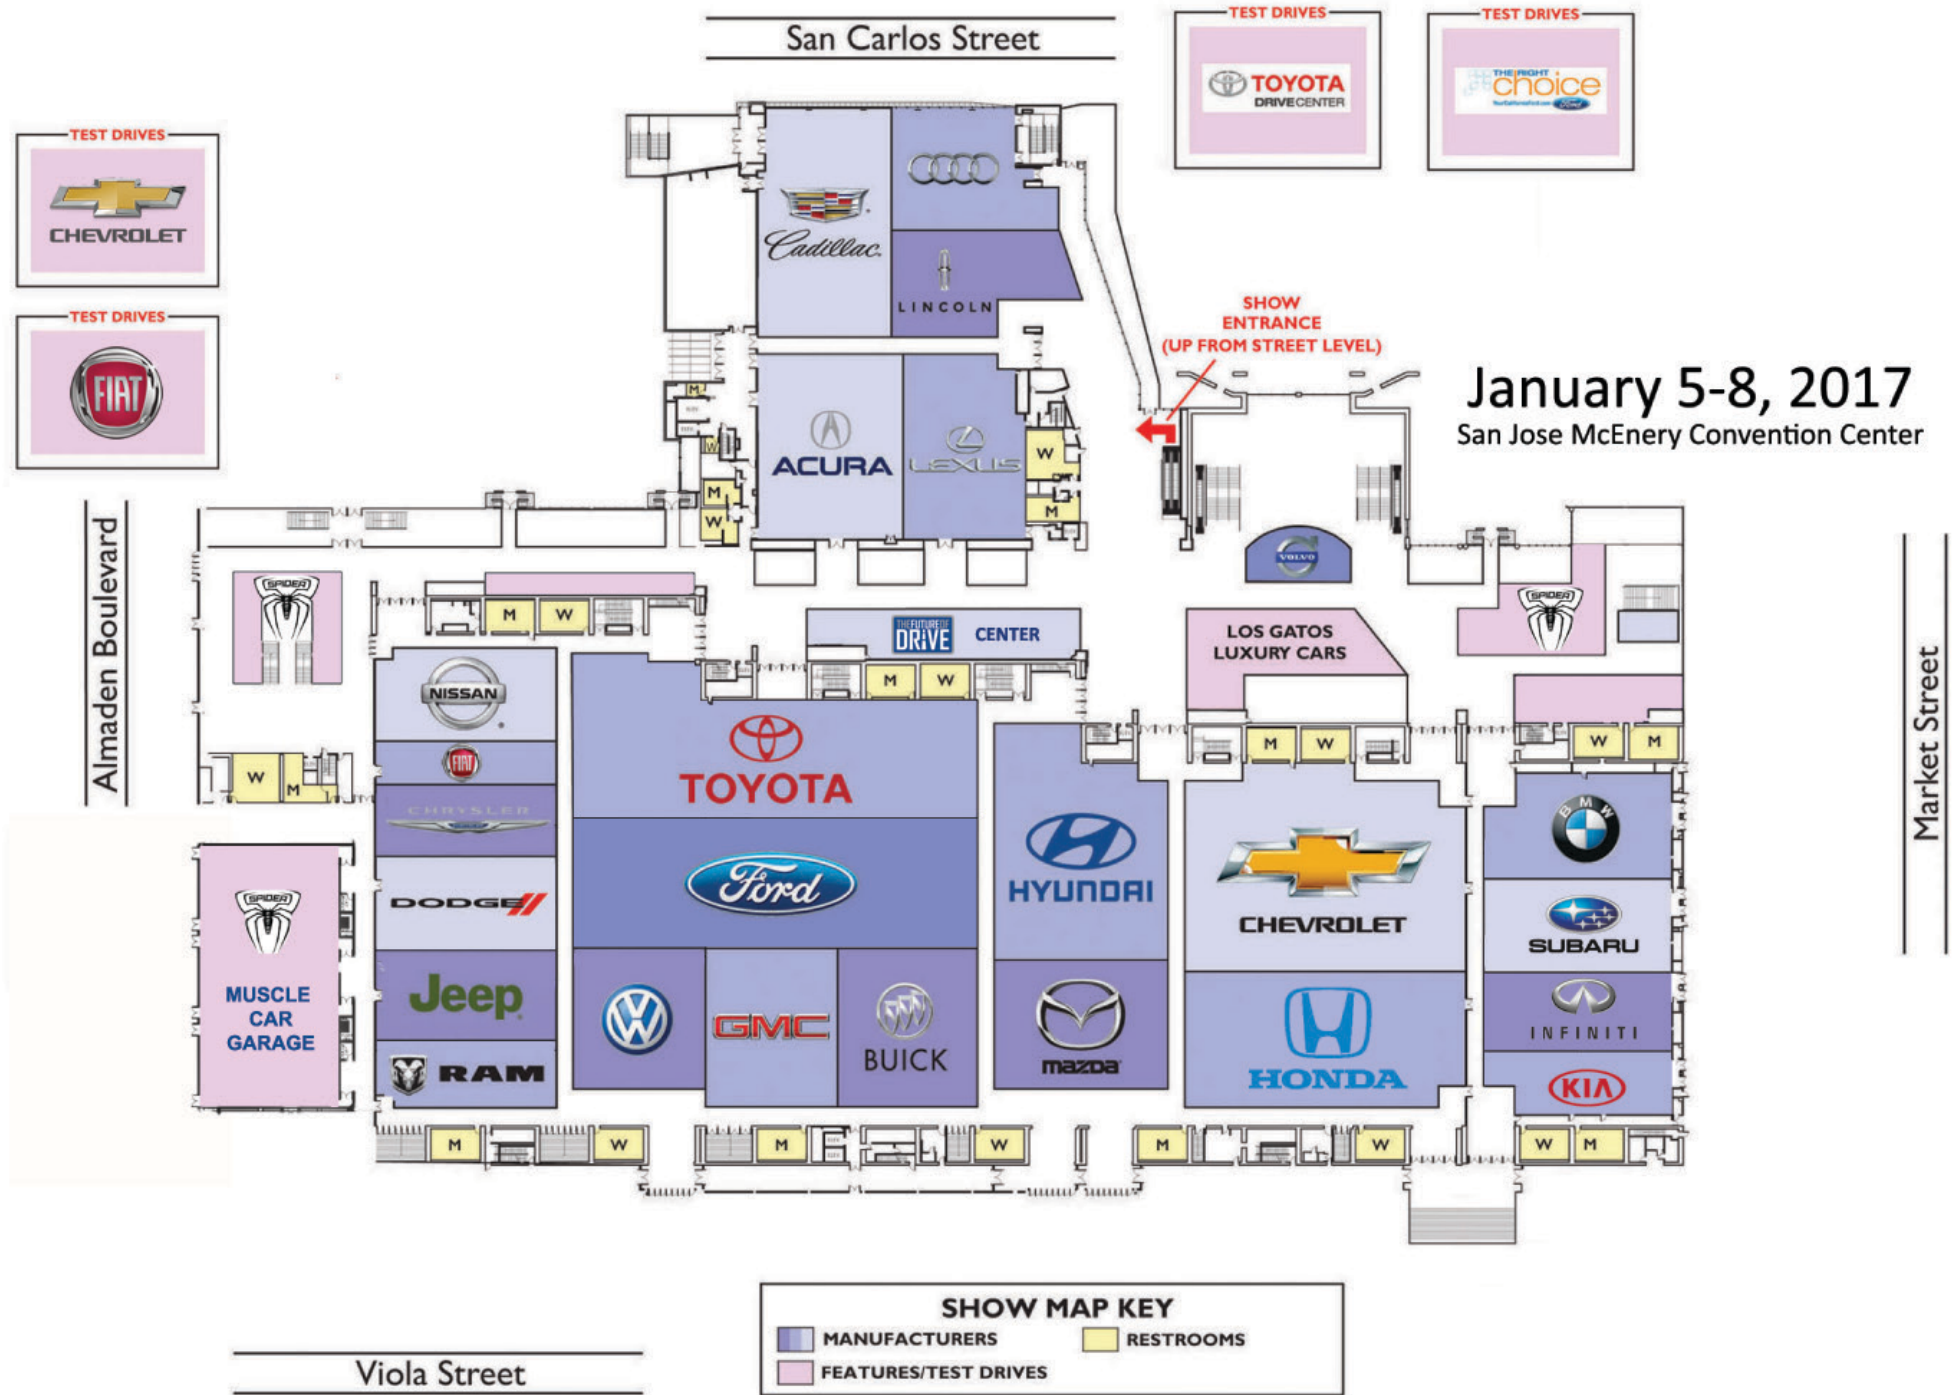 San Carlos Street
TEST DRIVES
TOYOTA
DRIVECENTER
TEST DRIVES
THE RIGHT
choice
Ford
TEST DRIVES
CHEVROLET
TEST DRIVES
FIAT
Cadillac
LINCOLN
SHOW
ENTRANCE
(UP FROM STREET LEVEL)
January 5-8, 2017
San Jose McEnery Convention Center
ACURA
LEXUS
M
W
M
W
W
M
Almaden Boulevard
Market Street
VOLVO
SPIDER
M
W
THE FUTURE OF
DRIVE
CENTER
LOS GATOS
LUXURY CARS
SPIDER
NISSAN
M
W
FIAT
TOYOTA
M
W
W
M
W
M
CHRYSLER
HYUNDAI
CHEVROLET
BMW
DODGE
Ford
SUBARU
SPIDER
MUSCLE
CAR
GARAGE
Jeep
VW
GMC
BUICK
mazda
HONDA
INFINITI
RAM
KIA
M
W
M
W
M
W
W
M
SHOW MAP KEY
MANUFACTURERS
RESTROOMS
FEATURES/TEST DRIVES
Viola Street